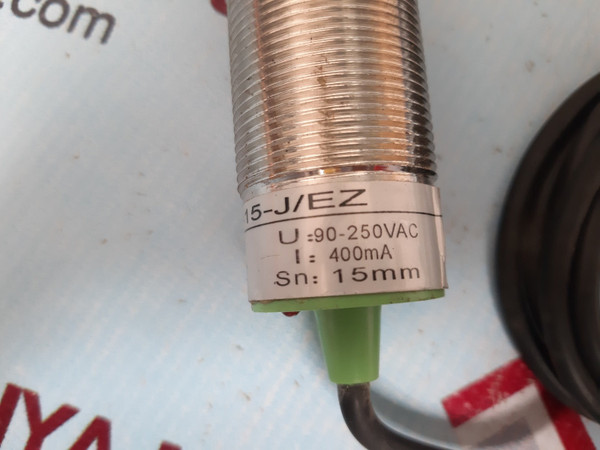 .com
15-J/EZ
U:90-250VAC
I: 400mA
Sn: 15mm